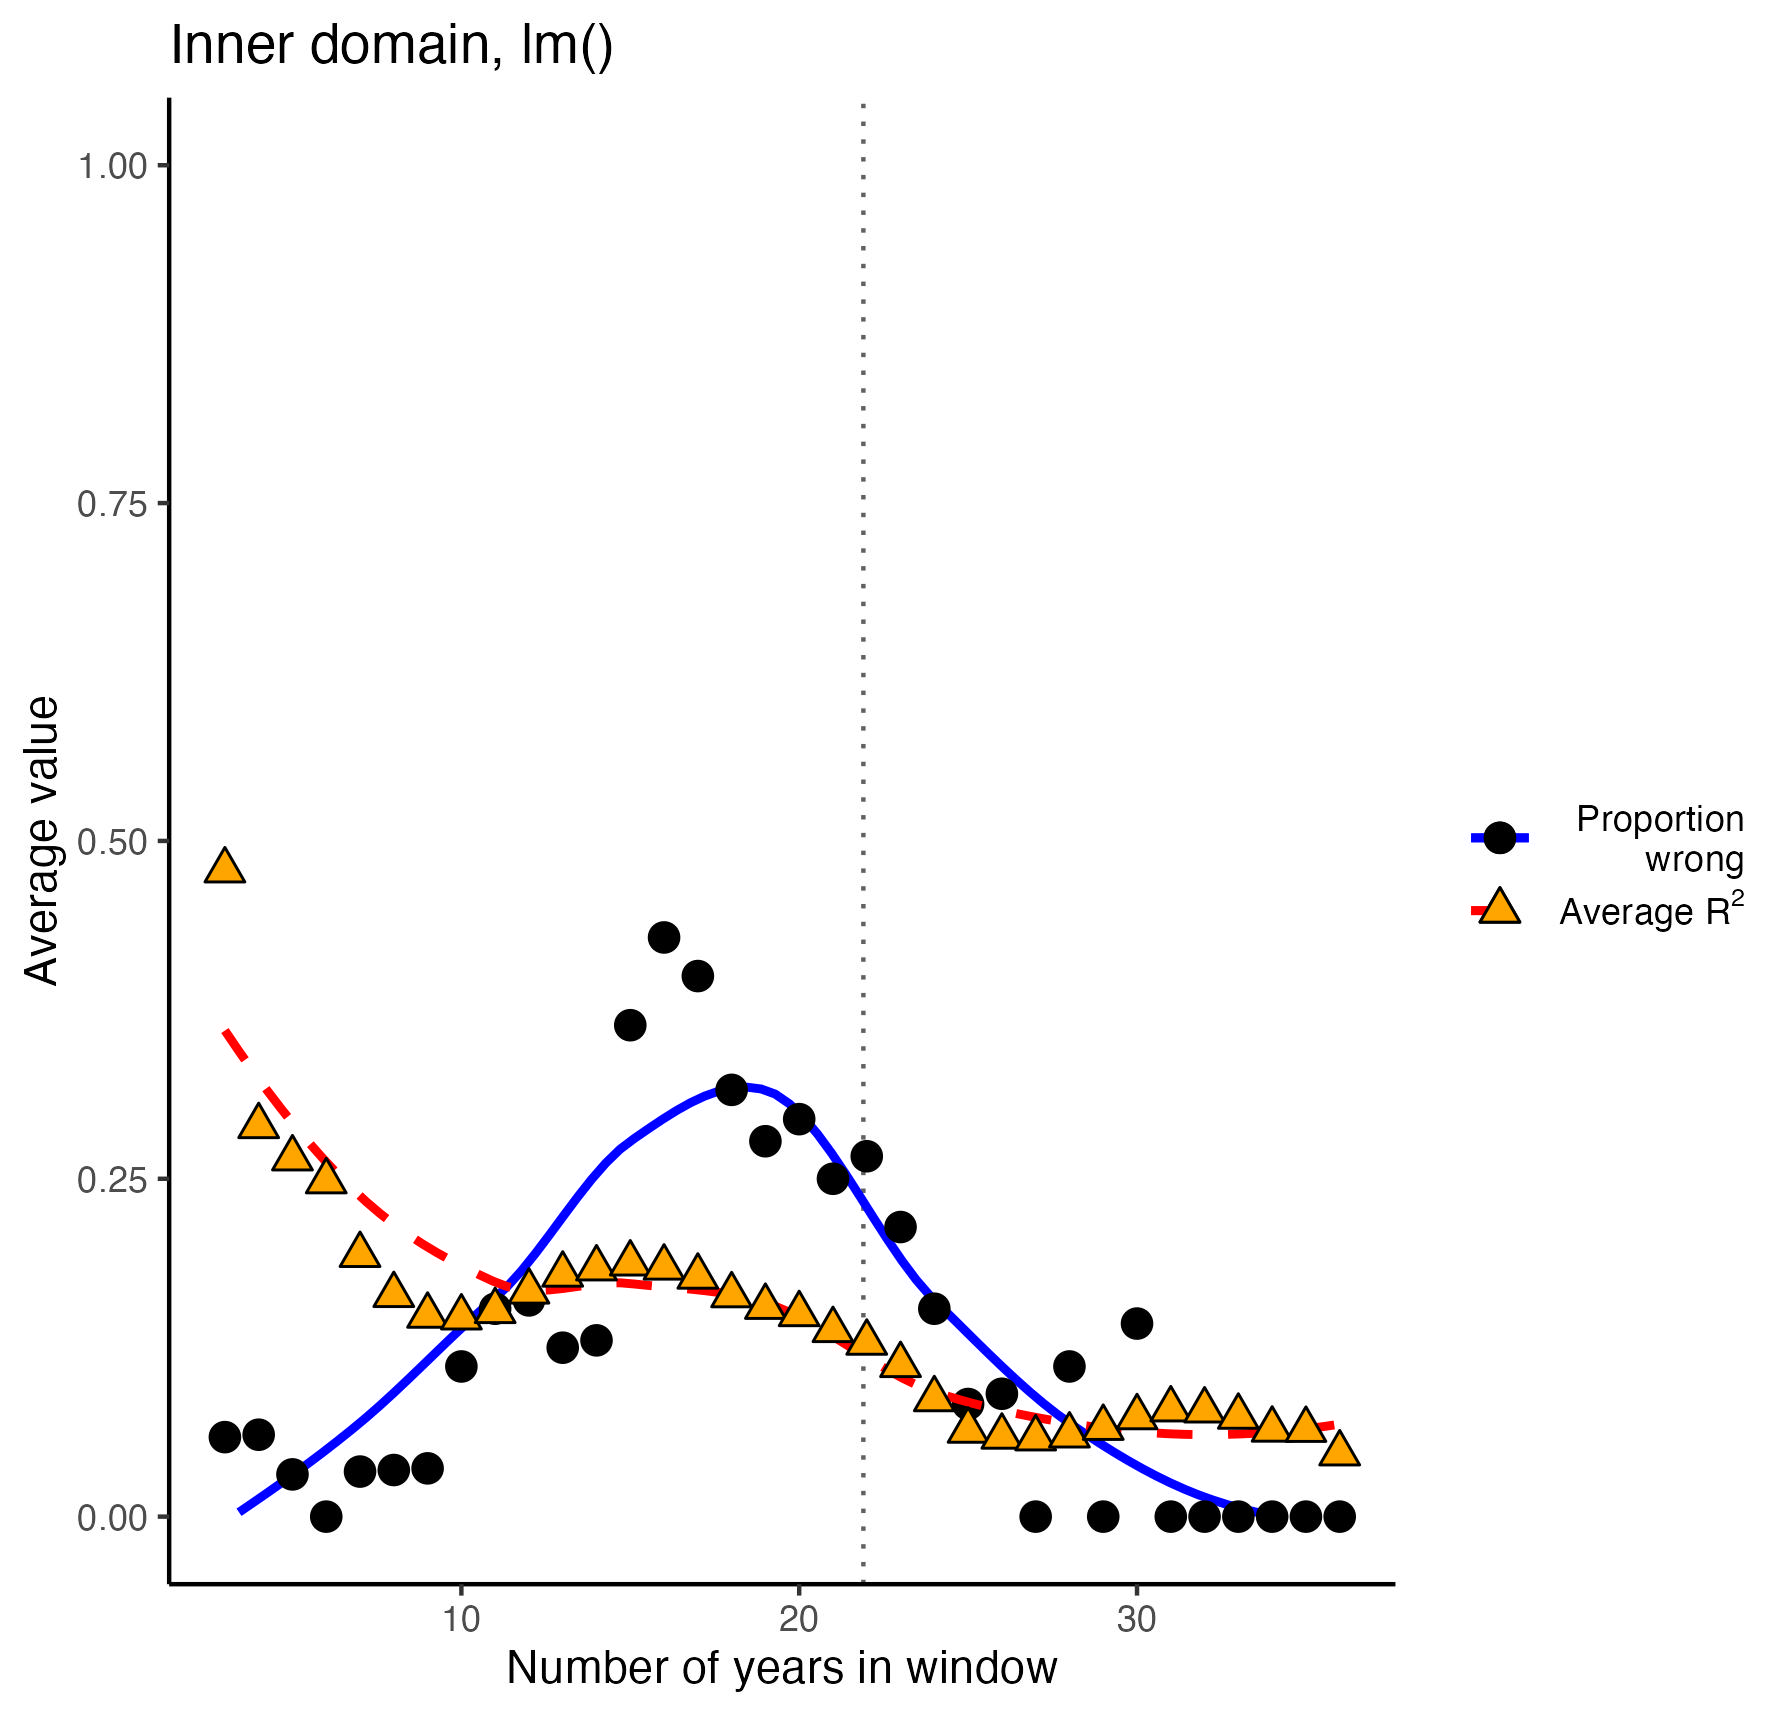 Inner domain, lm()
1.00
0.75
0.50
0.25
0.00
Average value
10
20
30
Number of years in window
Proportion
wrong
Average R²